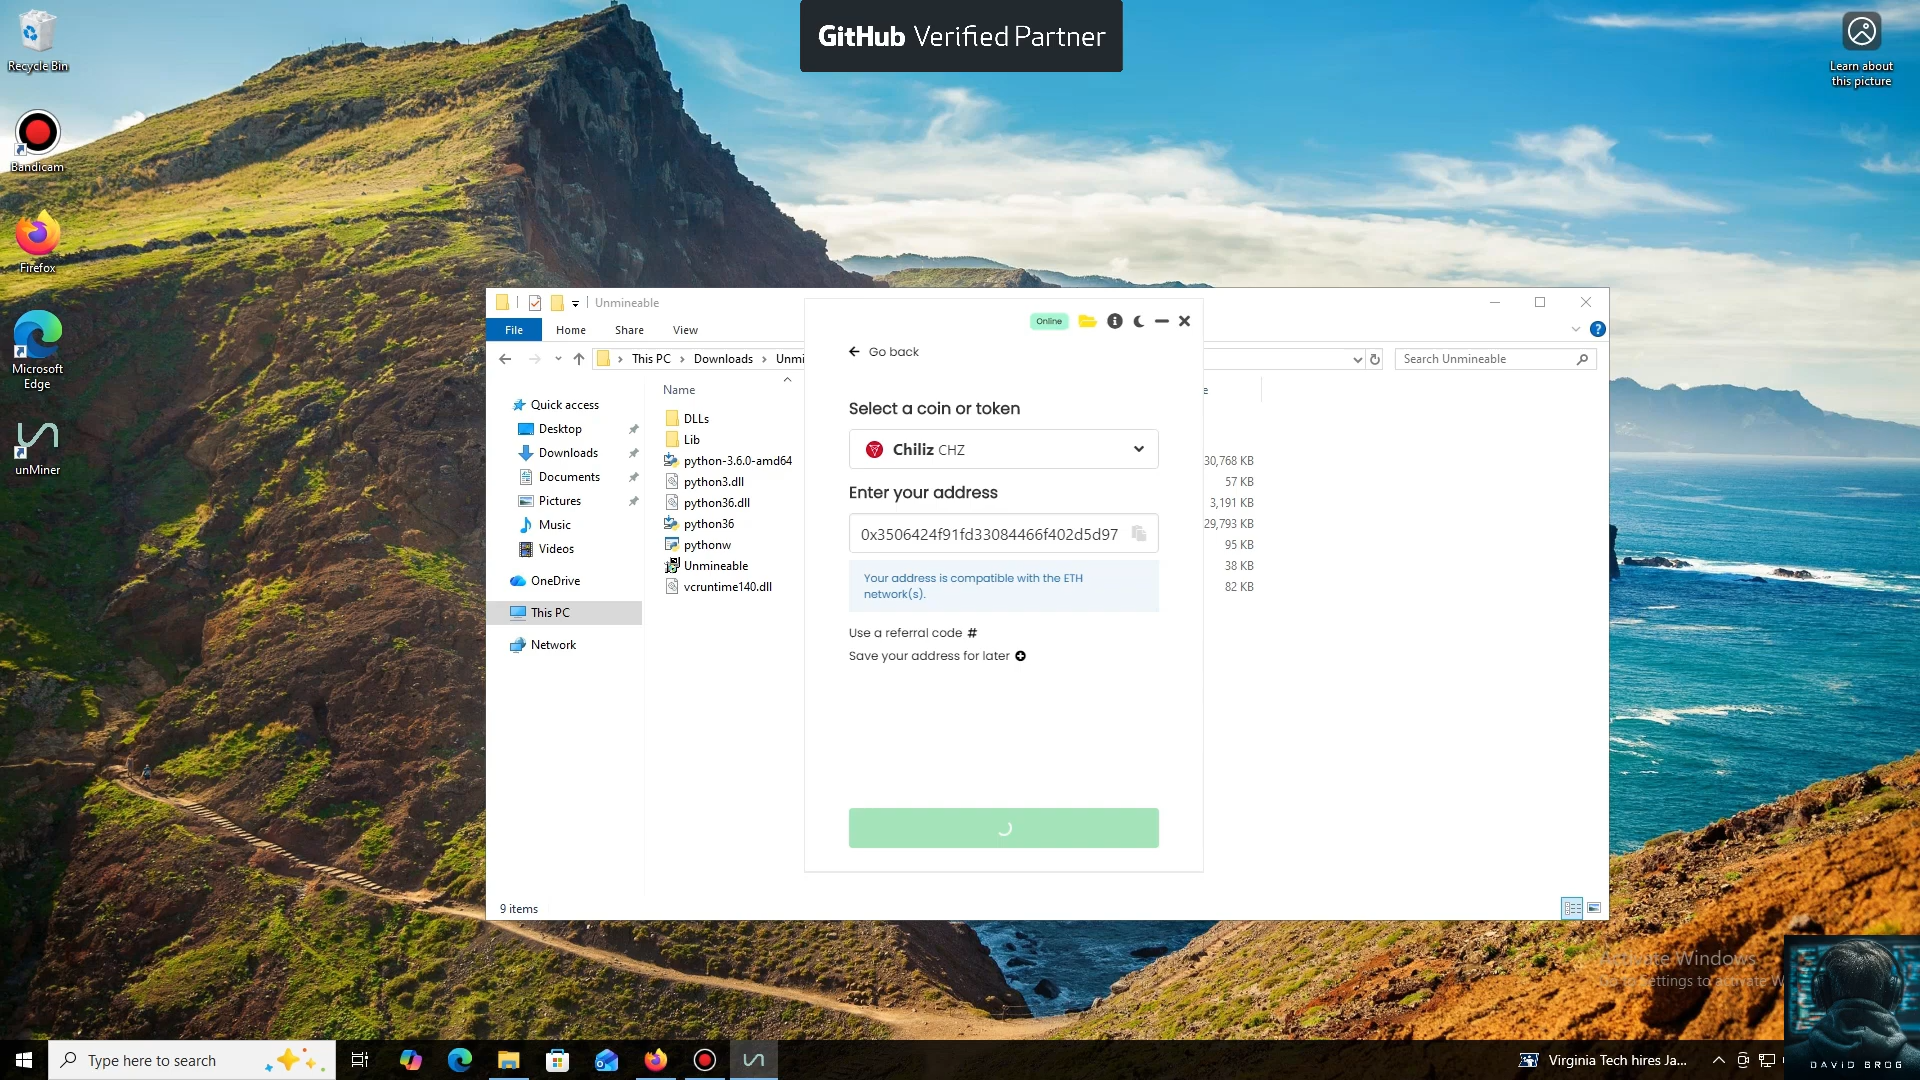 GitHub Verified Partner
Recycle Bin
Learn about
this picture
Bandicam
Firefox
Microsoft
Edge
unMiner
Unmineable
File
Home
Share
View
This PC
Downloads
Unmi
Search Unmineable
Name
e
Quick access
Desktop
Downloads
Documents
Pictures
Music
Videos
OneDrive
This PC
Network
DLLs
Lib
python-3.6.0-amd64
30,768 KB
python3.dll
57 KB
python36.dll
3,191 KB
python36
29,793 KB
pythonw
95 KB
Unmineable
38 KB
vcruntime140.dll
82 KB
9 items
Online
Go back
Select a coin or token
Chiliz CHZ
Enter your address
0x3506424f91fd33084466f402d5d97
Your address is compatible with the ETH
network(s).
Use a referral code #
Save your address for later
Windows
ettings to activate W
DAVID BROG
Type here to search
Virginia Tech hires Ja...